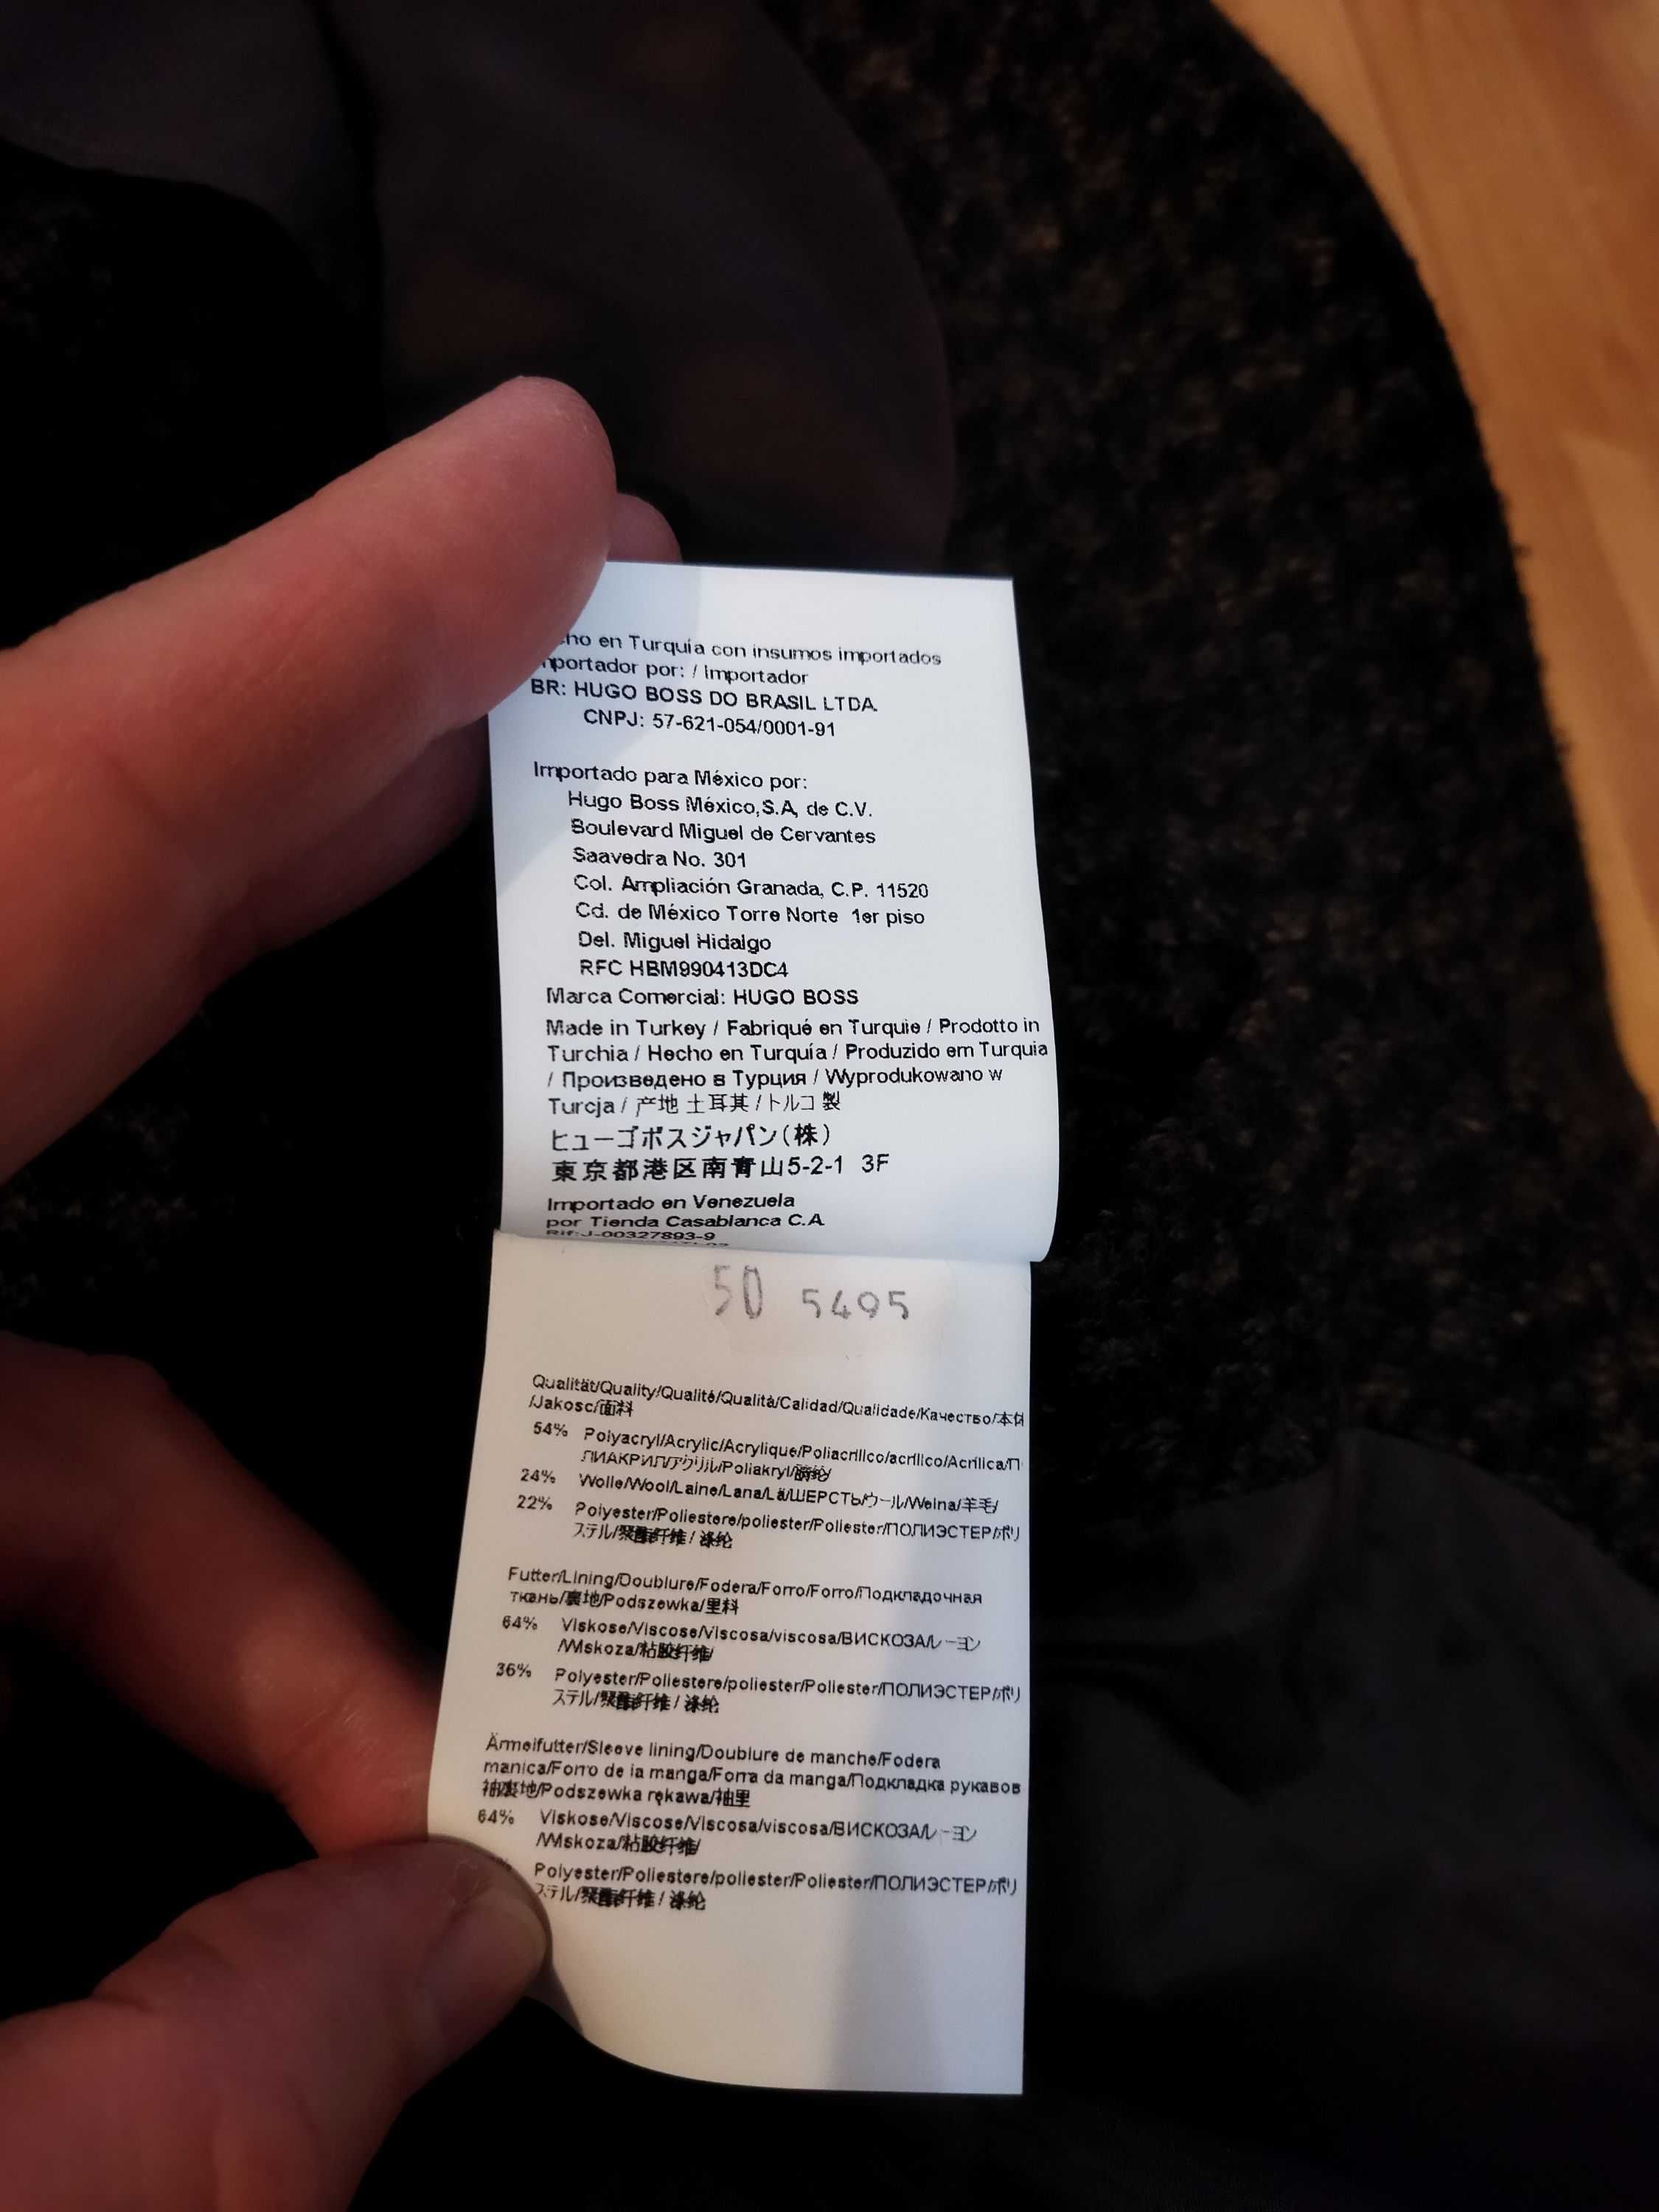 en Turquía con insumos importados
por: / Importador
BR: HUGO BOSS DO BRASIL LTDA.
CNPJ: 57-621-054/0001-91
Importado para México por:
Hugo Boss México,S.A, de C.V.
Boulevard Miguel de Cervantes
Saavedra No. 301
Col. Ampliación Granada, C.P. 11520
Cd. de México Torre Norte 1er piso
Del. Miguel Hidalgo
RFC HBM990413DC4
Marca Comercial: HUGO BOSS
Made in Turkey / Fabriqué en Turquie / Prodotto in
Turchia / Hecho en Turquía / Produzido em Turquia
/ Произведено в Турция / Wyprodukowano w
Turcja / 产地 土耳其 / トルコ 製
ヒューゴボスジャパン(株)
東京都港区南青山5-2-1 3F
Importado en Venezuela
por Tienda Casablanca C.A.
Rif:J-00327893-9
50 5495
Qualität/Quality/Qualité/Qualità/Calidad/Qualidade/Качество/本体
/Jakosc/面料
54% Polyacryl/Acrylic/Acrylique/Poliacrilico/acrílico/Acrílica/П
ЛИАКРИЛ/アクリル/Poliakryl/
24% Wolle/Wool/Laine/Lana/Lã/ШЕРСТЬ/ウール/Welna/羊毛/
22% Polyester/Poliestere/poliester/Poliester/ПОЛИЭСТЕР/ポリ
ステル/聚酯纤维 / 涤纶
Futter/Lining/Doublure/Fodera/Forro/Forro/Подкладочная
ткань/裏地/Podszewka/里料
64% Viskose/Viscose/Viscosa/viscosa/ВИСКОЗА/レーヨン
/Wiskoza/粘胶纤维/
36% Polyester/Poliestere/poliester/Poliester/ПОЛИЭСТЕР/ポリ
ステル/聚酯纤维 / 涤纶
Ärmelfutter/Sleeve lining/Doublure de manche/Fodera
manica/Forro de la manga/Forra da manga/Подкладка рукавов
袖裏地/Podszewka rękawa/袖里
64% Viskose/Viscose/Viscosa/viscosa/ВИСКОЗА/レーヨン
/Wiskoza/粘胶纤维/
Polyester/Poliestere/poliester/Poliester/ПОЛИЭСТЕР/ポリ
ステル/聚酯纤维 / 涤纶